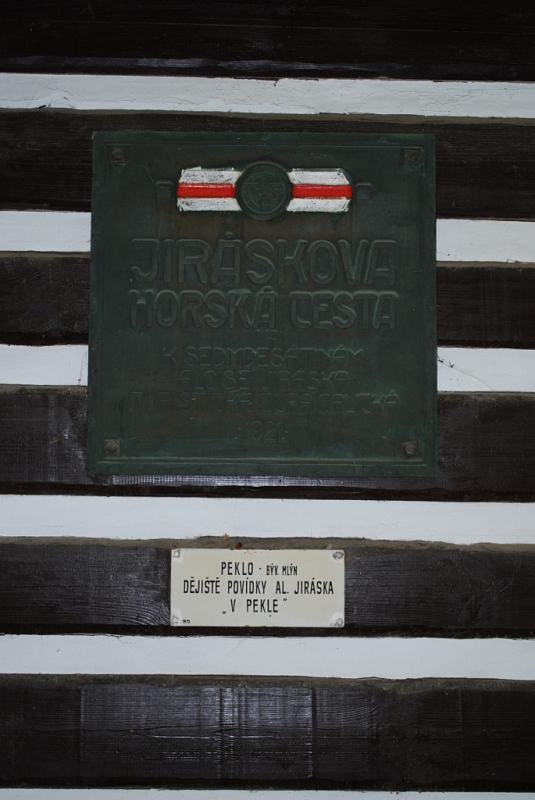 JIRÁSKOVA
HORSKÁ CESTA
K SEDMDESÁTINÁM
ALOISE JIRÁSKA
1921
PEKLO - BÝV. MLÝN
DĚJIŠTĚ POVÍDKY AL. JIRÁSKA
„V PEKLE"